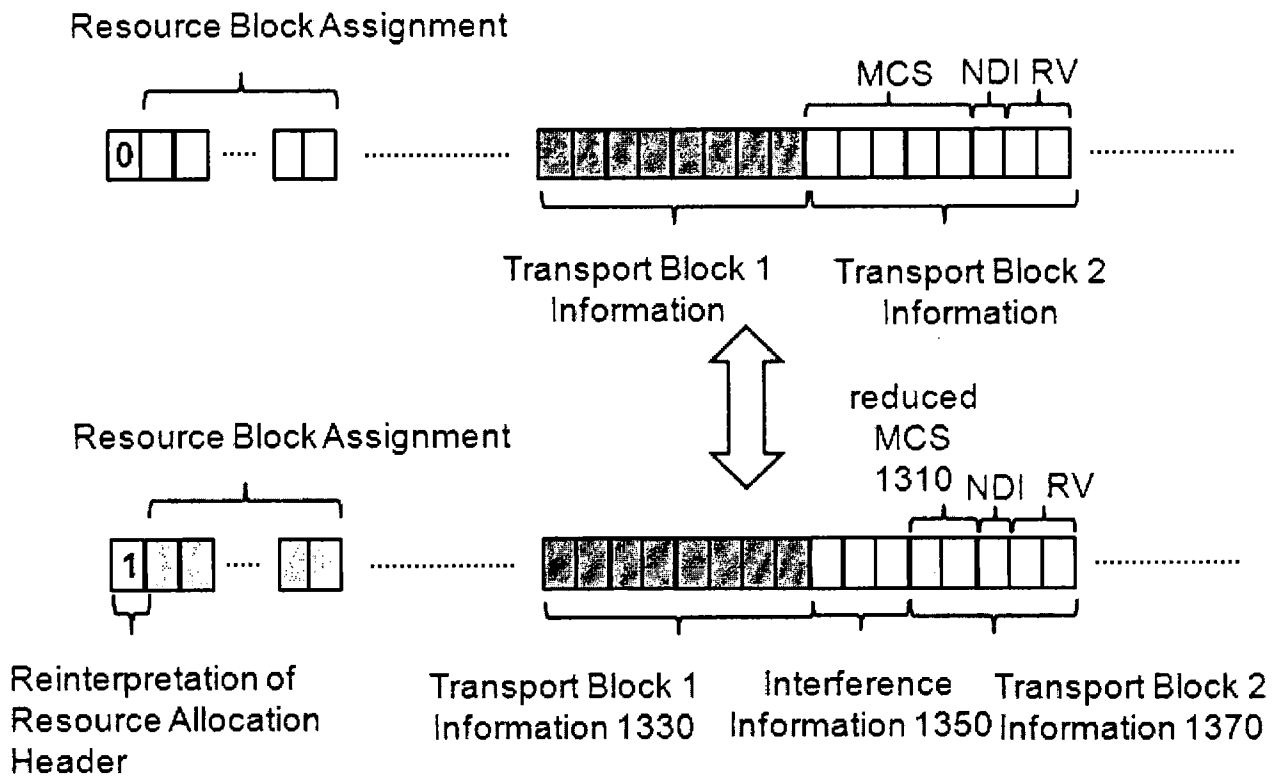 Resource Block Assignment
MCS NDI RV
0
Transport Block 1
Information
Transport Block 2
Information
reduced
MCS
1310
NDI RV
Resource Block Assignment
1
Reinterpretation of
Resource Allocation
Header
Transport Block 1
Information 1330
Interference
Information 1350
Transport Block 2
Information 1370